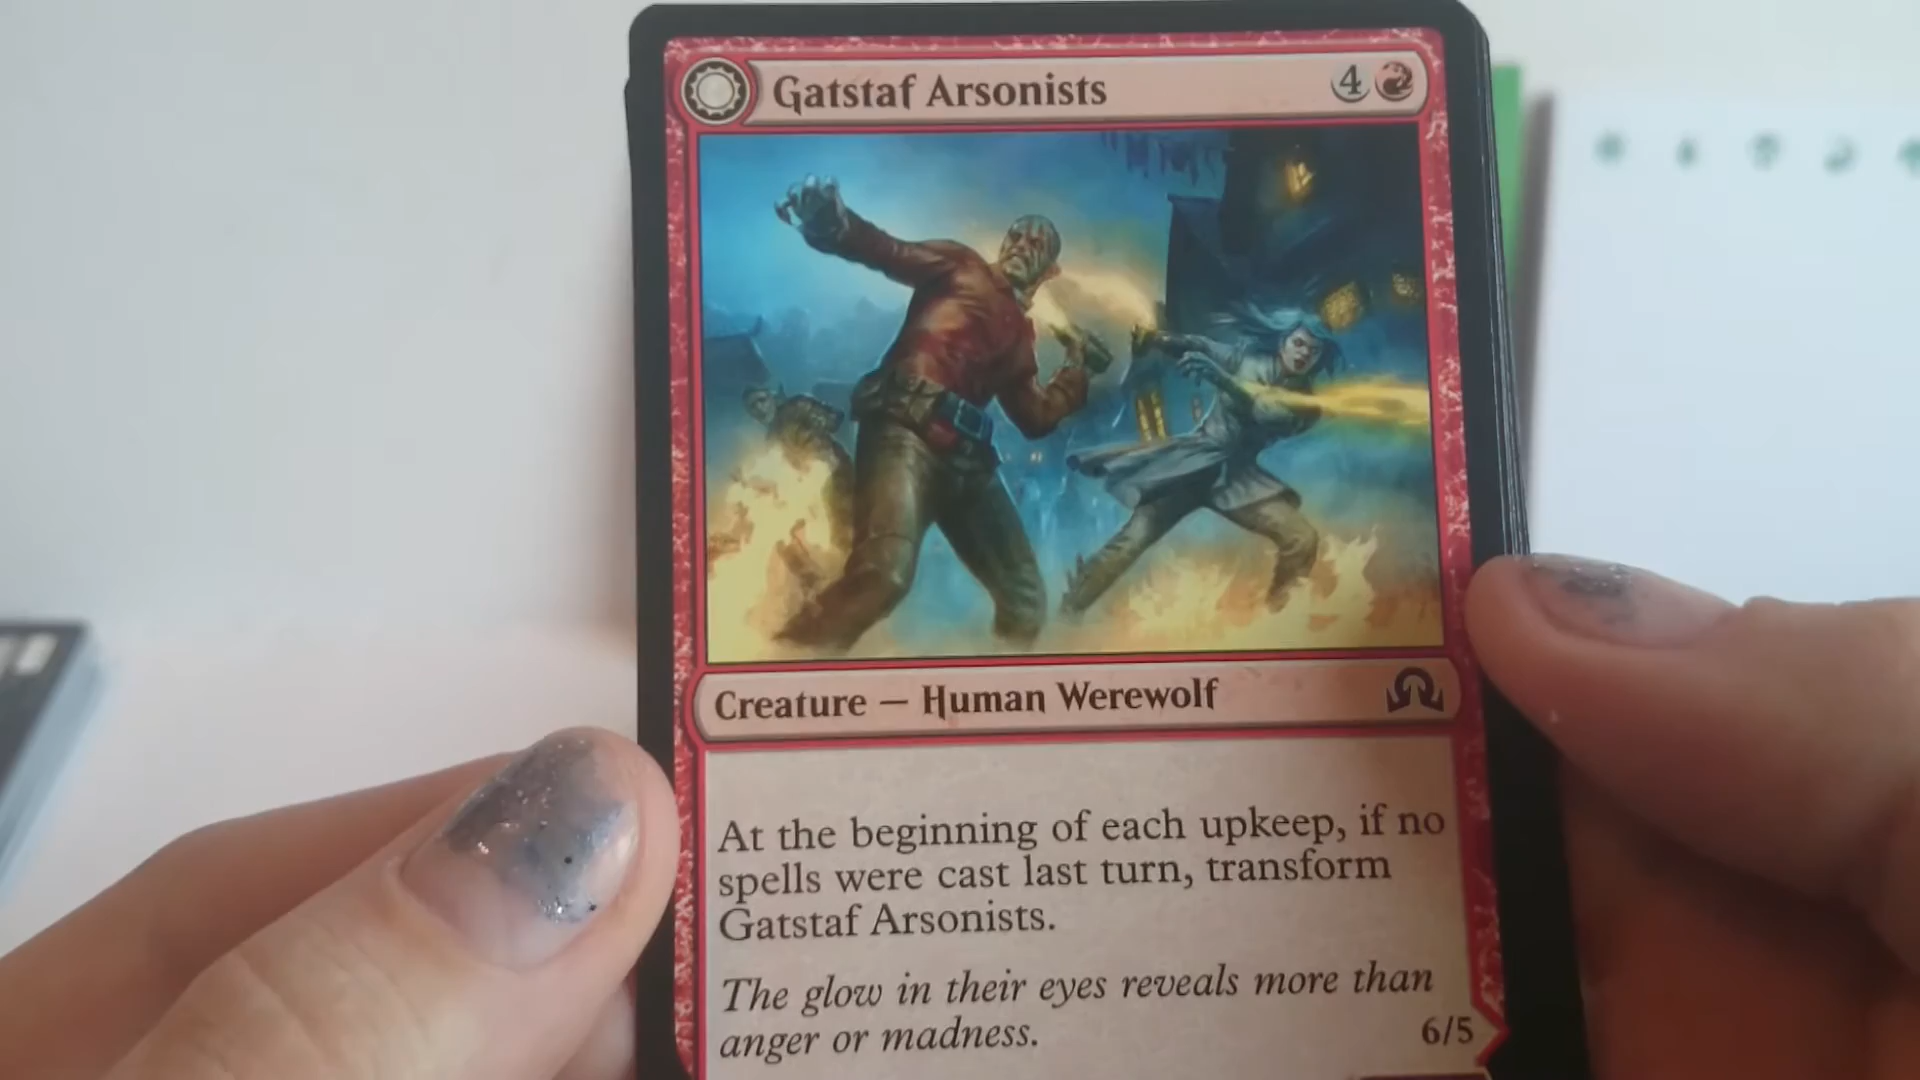 Gatstaf Arsonists 4
Creature — Human Werewolf
At the beginning of each upkeep, if no
spells were cast last turn, transform
Gatstaf Arsonists.
The glow in their eyes reveals more than
anger or madness.
6/5